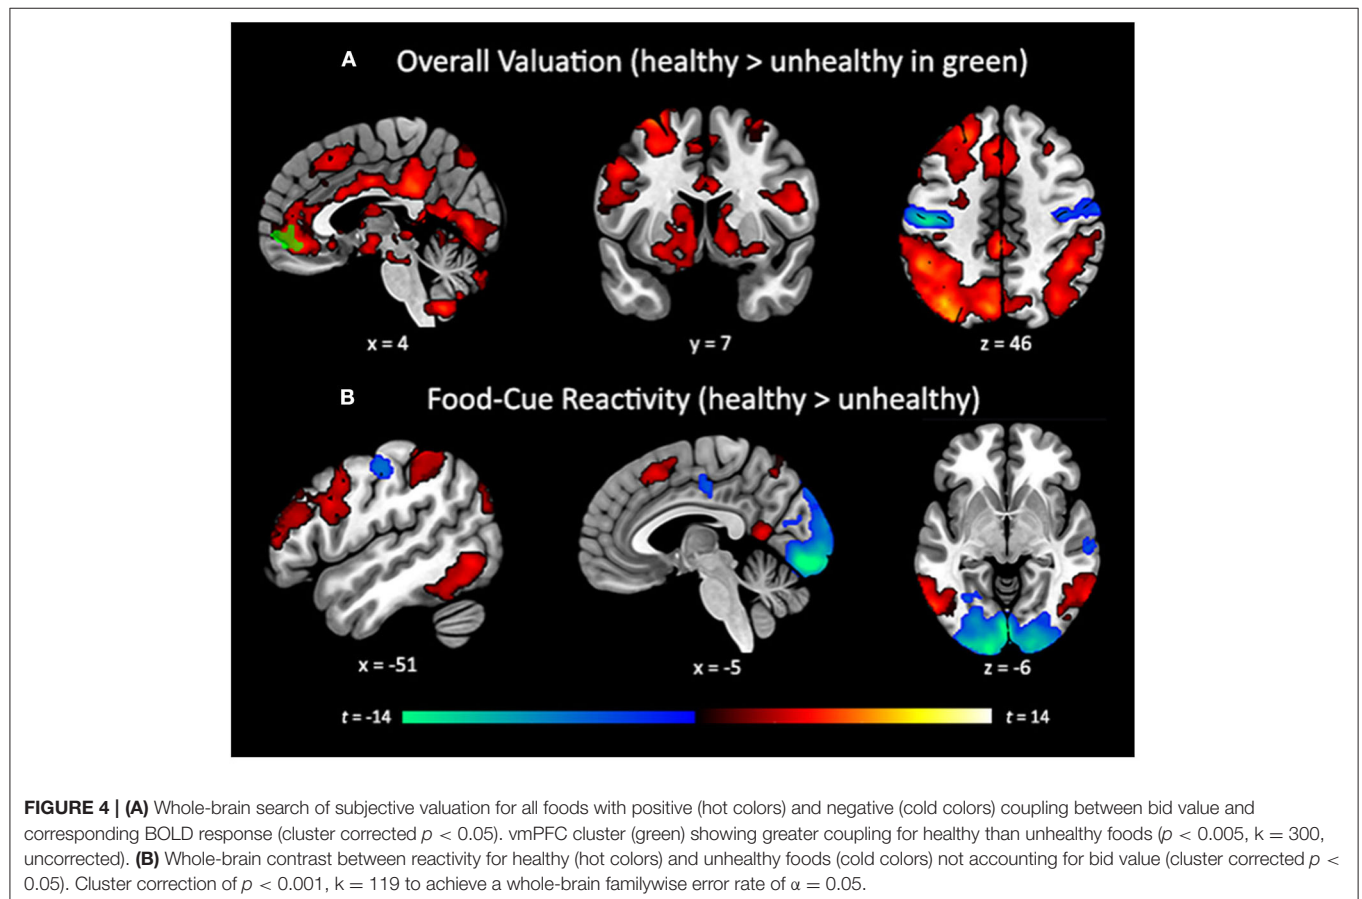 A Overall Valuation (healthy > unhealthy in green)
x = 4 y = 7 z = 46
B Food-Cue Reactivity (healthy > unhealthy)
x = -51 x = -5 z = -6
t = -14 t = 14
FIGURE 4 | (A) Whole-brain search of subjective valuation for all foods with positive (hot colors) and negative (cold colors) coupling between bid value and
corresponding BOLD response (cluster corrected p < 0.05). vmPFC cluster (green) showing greater coupling for healthy than unhealthy foods (p < 0.005, k = 300,
uncorrected). (B) Whole-brain contrast between reactivity for healthy (hot colors) and unhealthy foods (cold colors) not accounting for bid value (cluster corrected p <
0.05). Cluster correction of p < 0.001, k = 119 to achieve a whole-brain familywise error rate of α = 0.05.